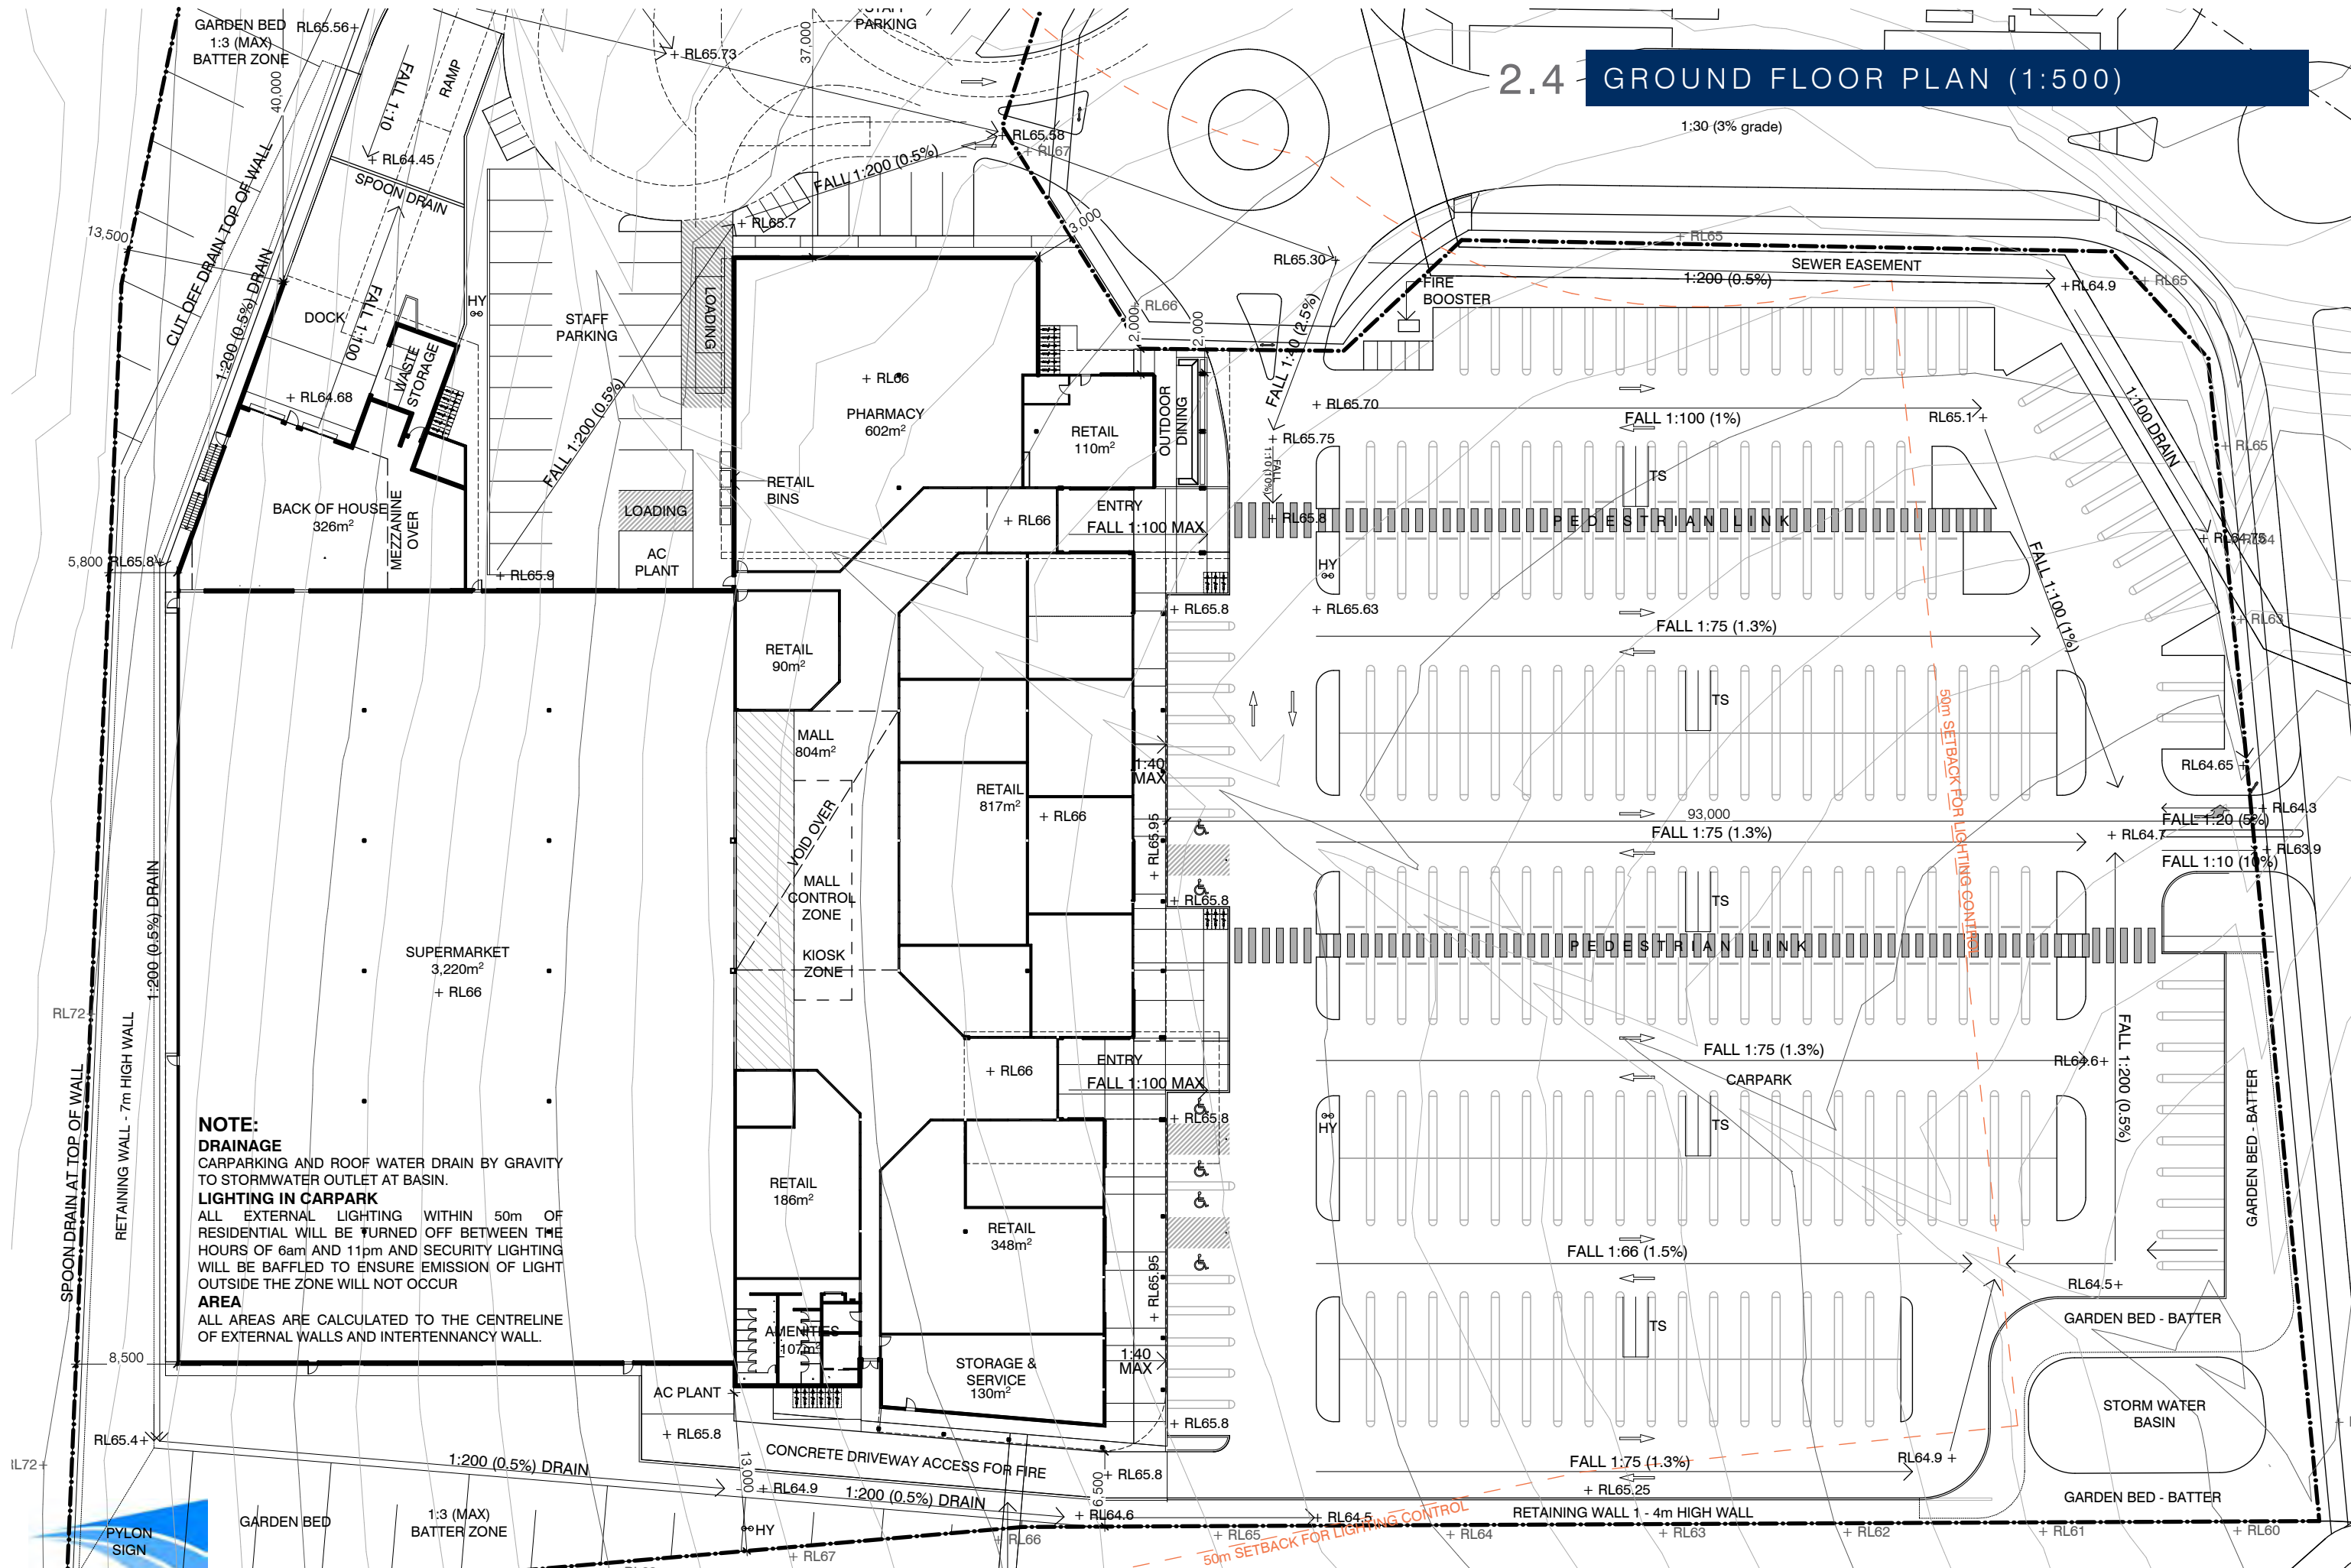 2.4 GROUND FLOOR PLAN (1:500)
1:30 (3% grade)
GARDEN BED
1:3 (MAX)
BATTER ZONE
RL65.56+
40,000
FALL 1:10
RAMP
+ RL65.73
37,000
STAFF
PARKING
+ RL64.45
SPOON DRAIN
CUT OFF DRAIN TOP OF WALL
1:200 (0.5%) DRAIN
13,500
FALL 1:200 (0.5%)
+ RL65.58
+ RL67
3,000
+ RL65.7
HY
DOCK
FALL 1:100
WASTE
STORAGE
+ RL64.68
STAFF
PARKING
LOADING
FALL 1:200 (0.5%)
+ RL66
PHARMACY
602m²
RETAIL
110m²
OUTDOOR
DINING
2,000
2,000
+ RL66
RL65.30+
FALL 1:40 (2.5%)
FIRE
BOOSTER
+ RL65
SEWER EASEMENT
1:200 (0.5%)
+RL64.9
+ RL65
+ RL65.70
FALL 1:100 (1%)
RL65.1 +
1:100 DRAIN
+ RL65
+ RL65.75
FALL
1:10 (10%)
TS
BACK OF HOUSE
326m²
MEZZANINE
OVER
RETAIL
BINS
LOADING
AC
PLANT
+ RL65.9
5,800
RL65.8+
ENTRY
+ RL66
FALL 1:100 MAX
+ RL65.8
PEDESTRIAN LINK
HY
+ RL64.75
+ RL64
FALL 1:100 (1%)
+ RL65.8
+ RL65.63
FALL 1:75 (1.3%)
+ RL63
RETAIL
90m²
MALL
804m²
VOID OVER
MALL
CONTROL
ZONE
KIOSK
ZONE
RETAIL
817m²
+ RL66
1:40
MAX
+ RL65.95
TS
50m SETBACK FOR LIGHTING CONTROL
RL64.65 +
93,000
FALL 1:75 (1.3%)
+ RL64.3
FALL 1:20 (5%)
+ RL64.7
+ RL63.9
FALL 1:10 (10%)
TS
+ RL65.8
PEDESTRIAN LINK
1:200 (0.5%) DRAIN
SUPERMARKET
3,220m²
+ RL66
RL72+
RETAINING WALL - 7m HIGH WALL
SPOON DRAIN AT TOP OF WALL
+ RL66
ENTRY
FALL 1:100 MAX
+ RL65.8
FALL 1:75 (1.3%)
CARPARK
RL64.6+
FALL 1:200 (0.5%)
HY
TS
GARDEN BED - BATTER
NOTE:
DRAINAGE
CARPARKING AND ROOF WATER DRAIN BY GRAVITY
TO STORMWATER OUTLET AT BASIN.
LIGHTING IN CARPARK
ALL EXTERNAL LIGHTING WITHIN 50m OF
RESIDENTIAL WILL BE TURNED OFF BETWEEN THE
HOURS OF 6am AND 11pm AND SECURITY LIGHTING
WILL BE BAFFLED TO ENSURE EMISSION OF LIGHT
OUTSIDE THE ZONE WILL NOT OCCUR
AREA
ALL AREAS ARE CALCULATED TO THE CENTRELINE
OF EXTERNAL WALLS AND INTERTENNANCY WALL.
RETAIL
186m²
RETAIL
348m²
+ RL65.95
FALL 1:66 (1.5%)
RL64.5+
GARDEN BED - BATTER
AMENITIES
107m²
STORAGE &
SERVICE
130m²
1:40
MAX
TS
8,500
AC PLANT
+ RL65.8
+ RL65.8
STORM WATER
BASIN
RL65.4+
1:200 (0.5%) DRAIN
13,000
CONCRETE DRIVEWAY ACCESS FOR FIRE
+ RL65.8
6,500
FALL 1:75 (1.3%)
RL64.9 +
+ RL65.25
+ RL64.9
1:200 (0.5%) DRAIN
+ RL64.6
+ RL64.5
RETAINING WALL 1 - 4m HIGH WALL
GARDEN BED - BATTER
IL72+
PYLON
SIGN
GARDEN BED
1:3 (MAX)
BATTER ZONE
HY
+ RL67
+ RL66
+ RL65
50m SETBACK FOR LIGHTING CONTROL
+ RL64
+ RL63
+ RL62
+ RL61
+ RL60